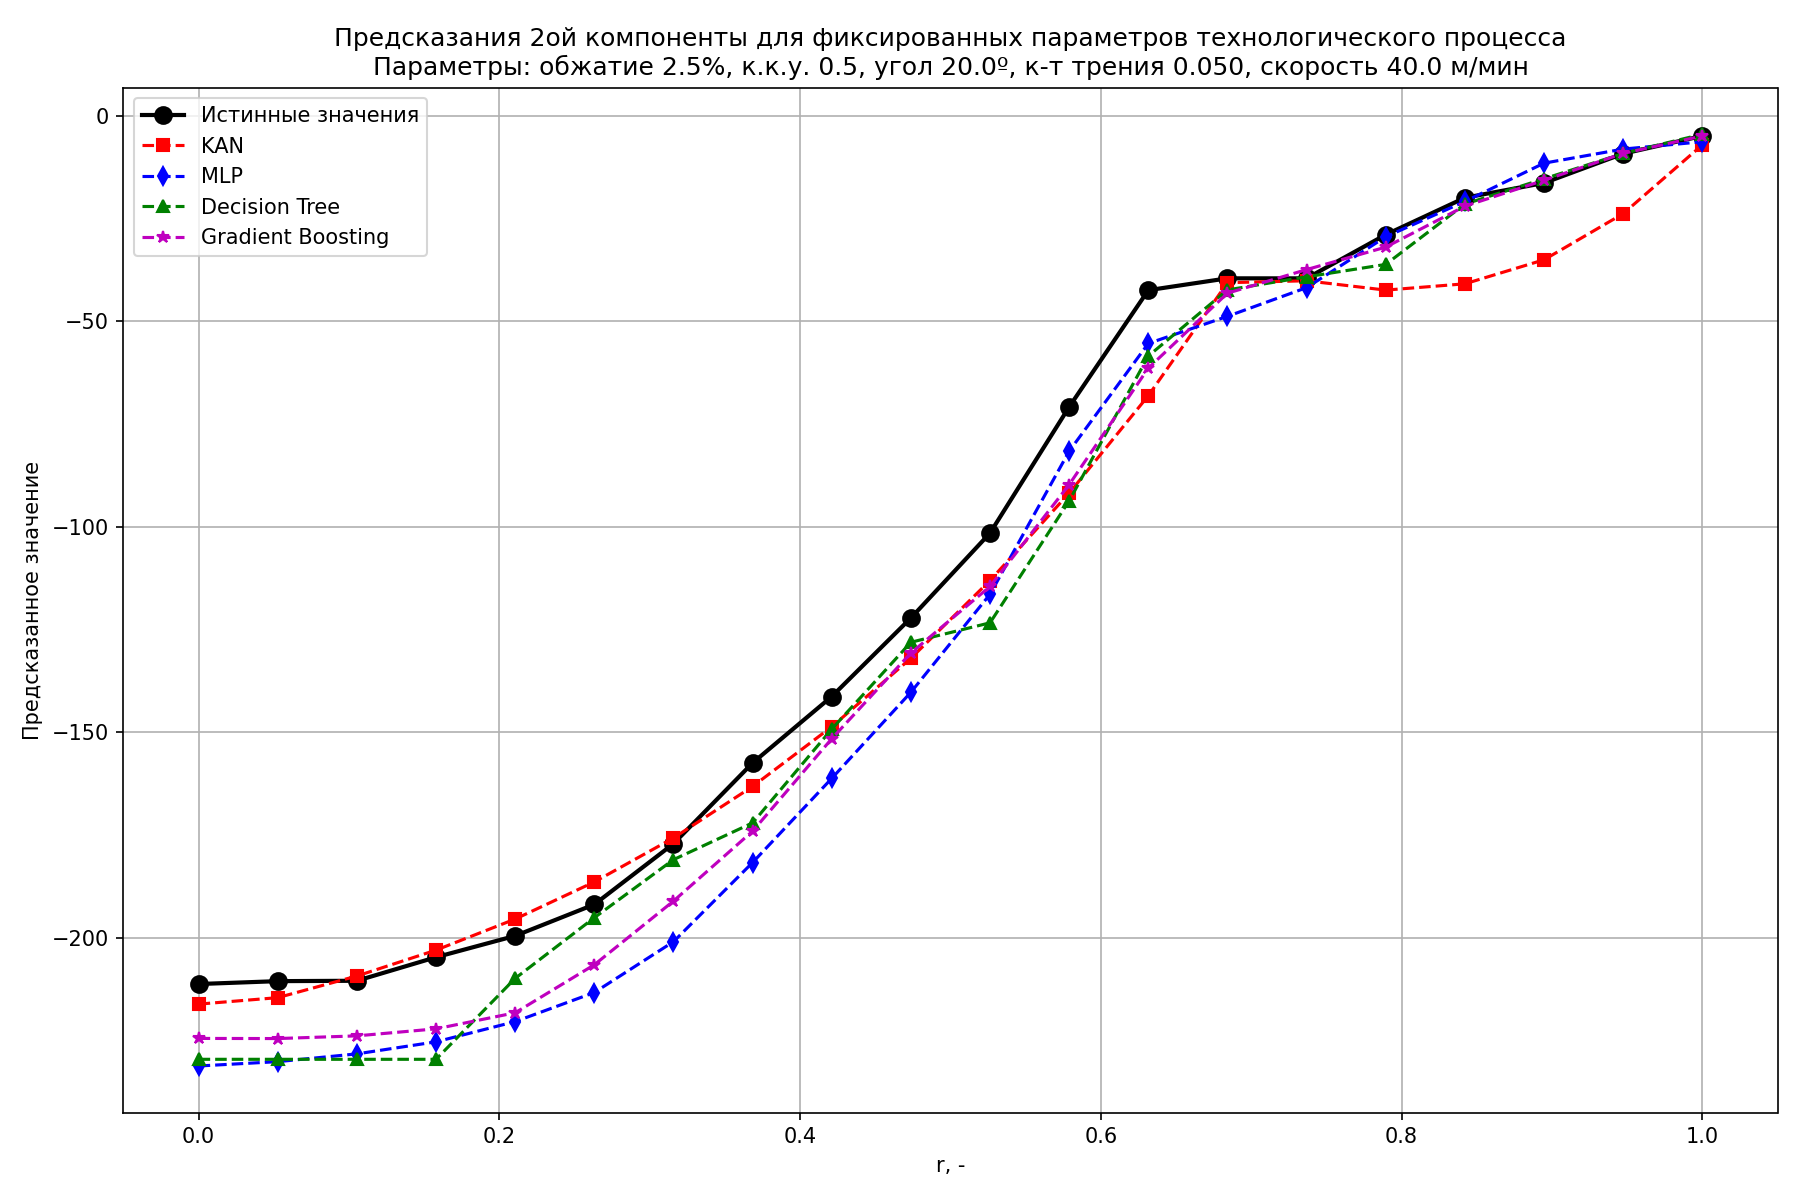 Предсказания 2ой компоненты для фиксированных параметров технологического процесса
Параметры: обжатие 2.5%, к.к.у. 0.5, угол 20.0º, к-т трения 0.050, скорость 40.0 м/мин
Истинные значения
KAN
MLP
Decision Tree
Gradient Boosting
Предсказанное значение
0
−50
−100
−150
−200
0.0 0.2 0.4 0.6 0.8 1.0
r, -